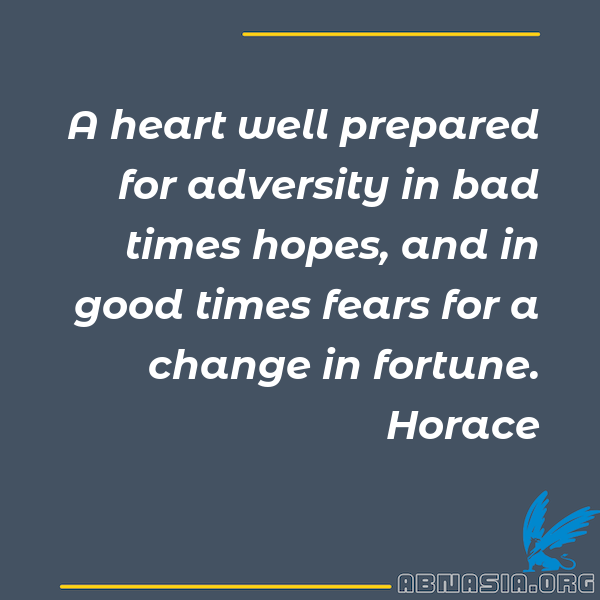 A heart well prepared
for adversity in bad
times hopes, and in
good times fears for a
change in fortune.
Horace
ABNASIA.ORG